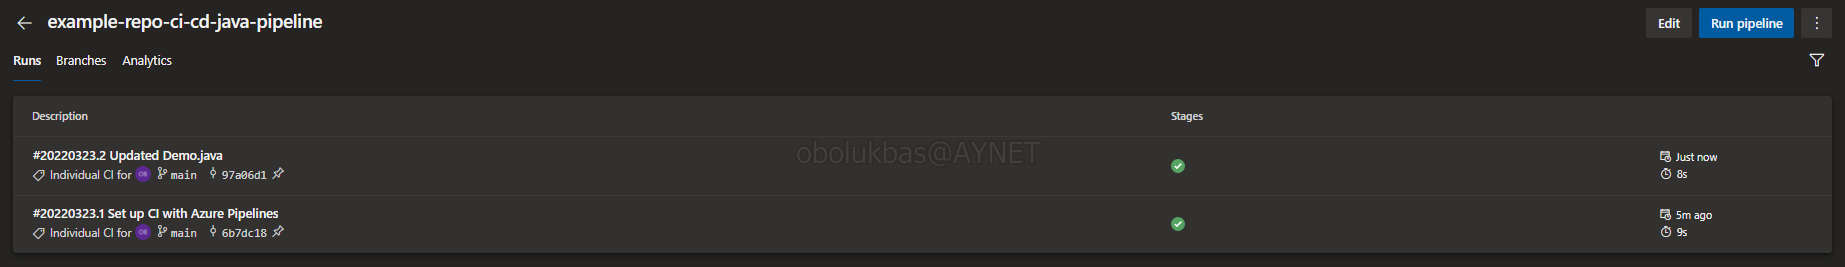 example-repo-ci-cd-java-pipeline
Edit
Run pipeline
Runs Branches Analytics
Description
Stages
#20220323.2 Updated Demo.java
Individual CI for OB main 97a06d1
Just now
8s
obolukbas@AYNET
#20220323.1 Set up CI with Azure Pipelines
Individual CI for OB main 6b7dc18
5m ago
9s